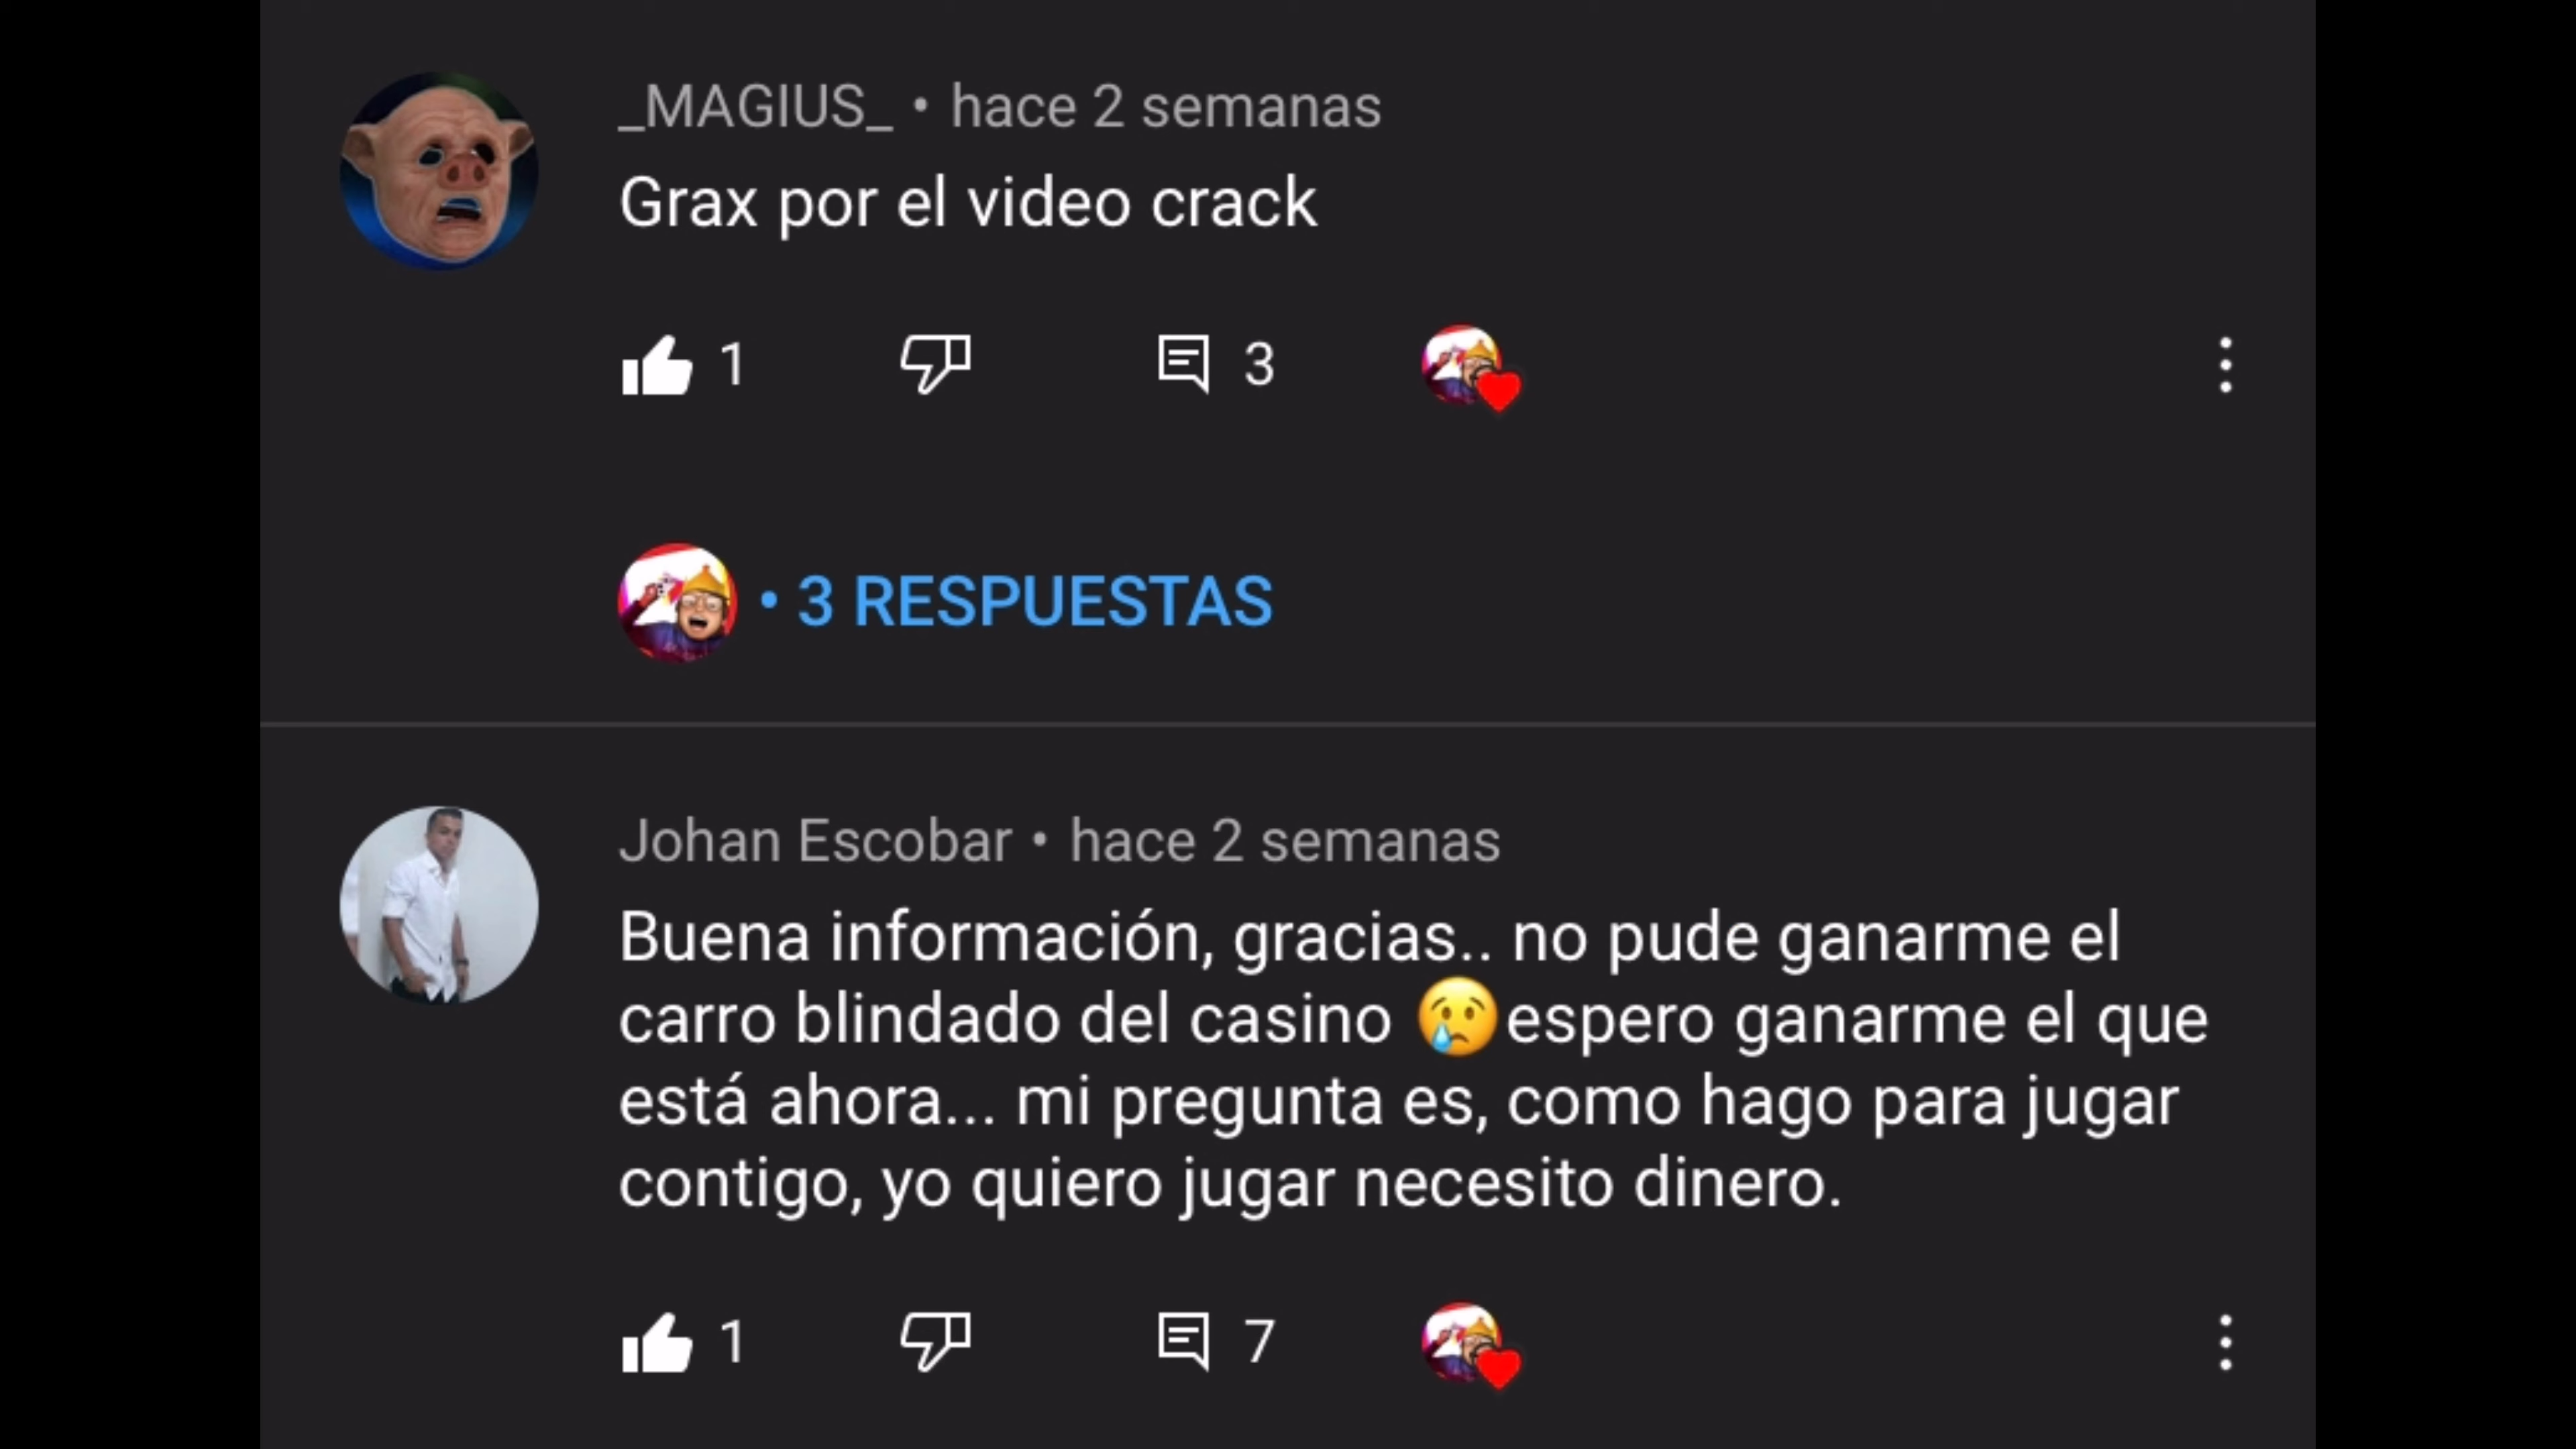 _MAGIUS_ • hace 2 semanas
Grax por el video crack
1 3
• 3 RESPUESTAS
Johan Escobar • hace 2 semanas
Buena información, gracias.. no pude ganarme el
carro blindado del casino 😢espero ganarme el que
está ahora... mi pregunta es, como hago para jugar
contigo, yo quiero jugar necesito dinero.
1 7